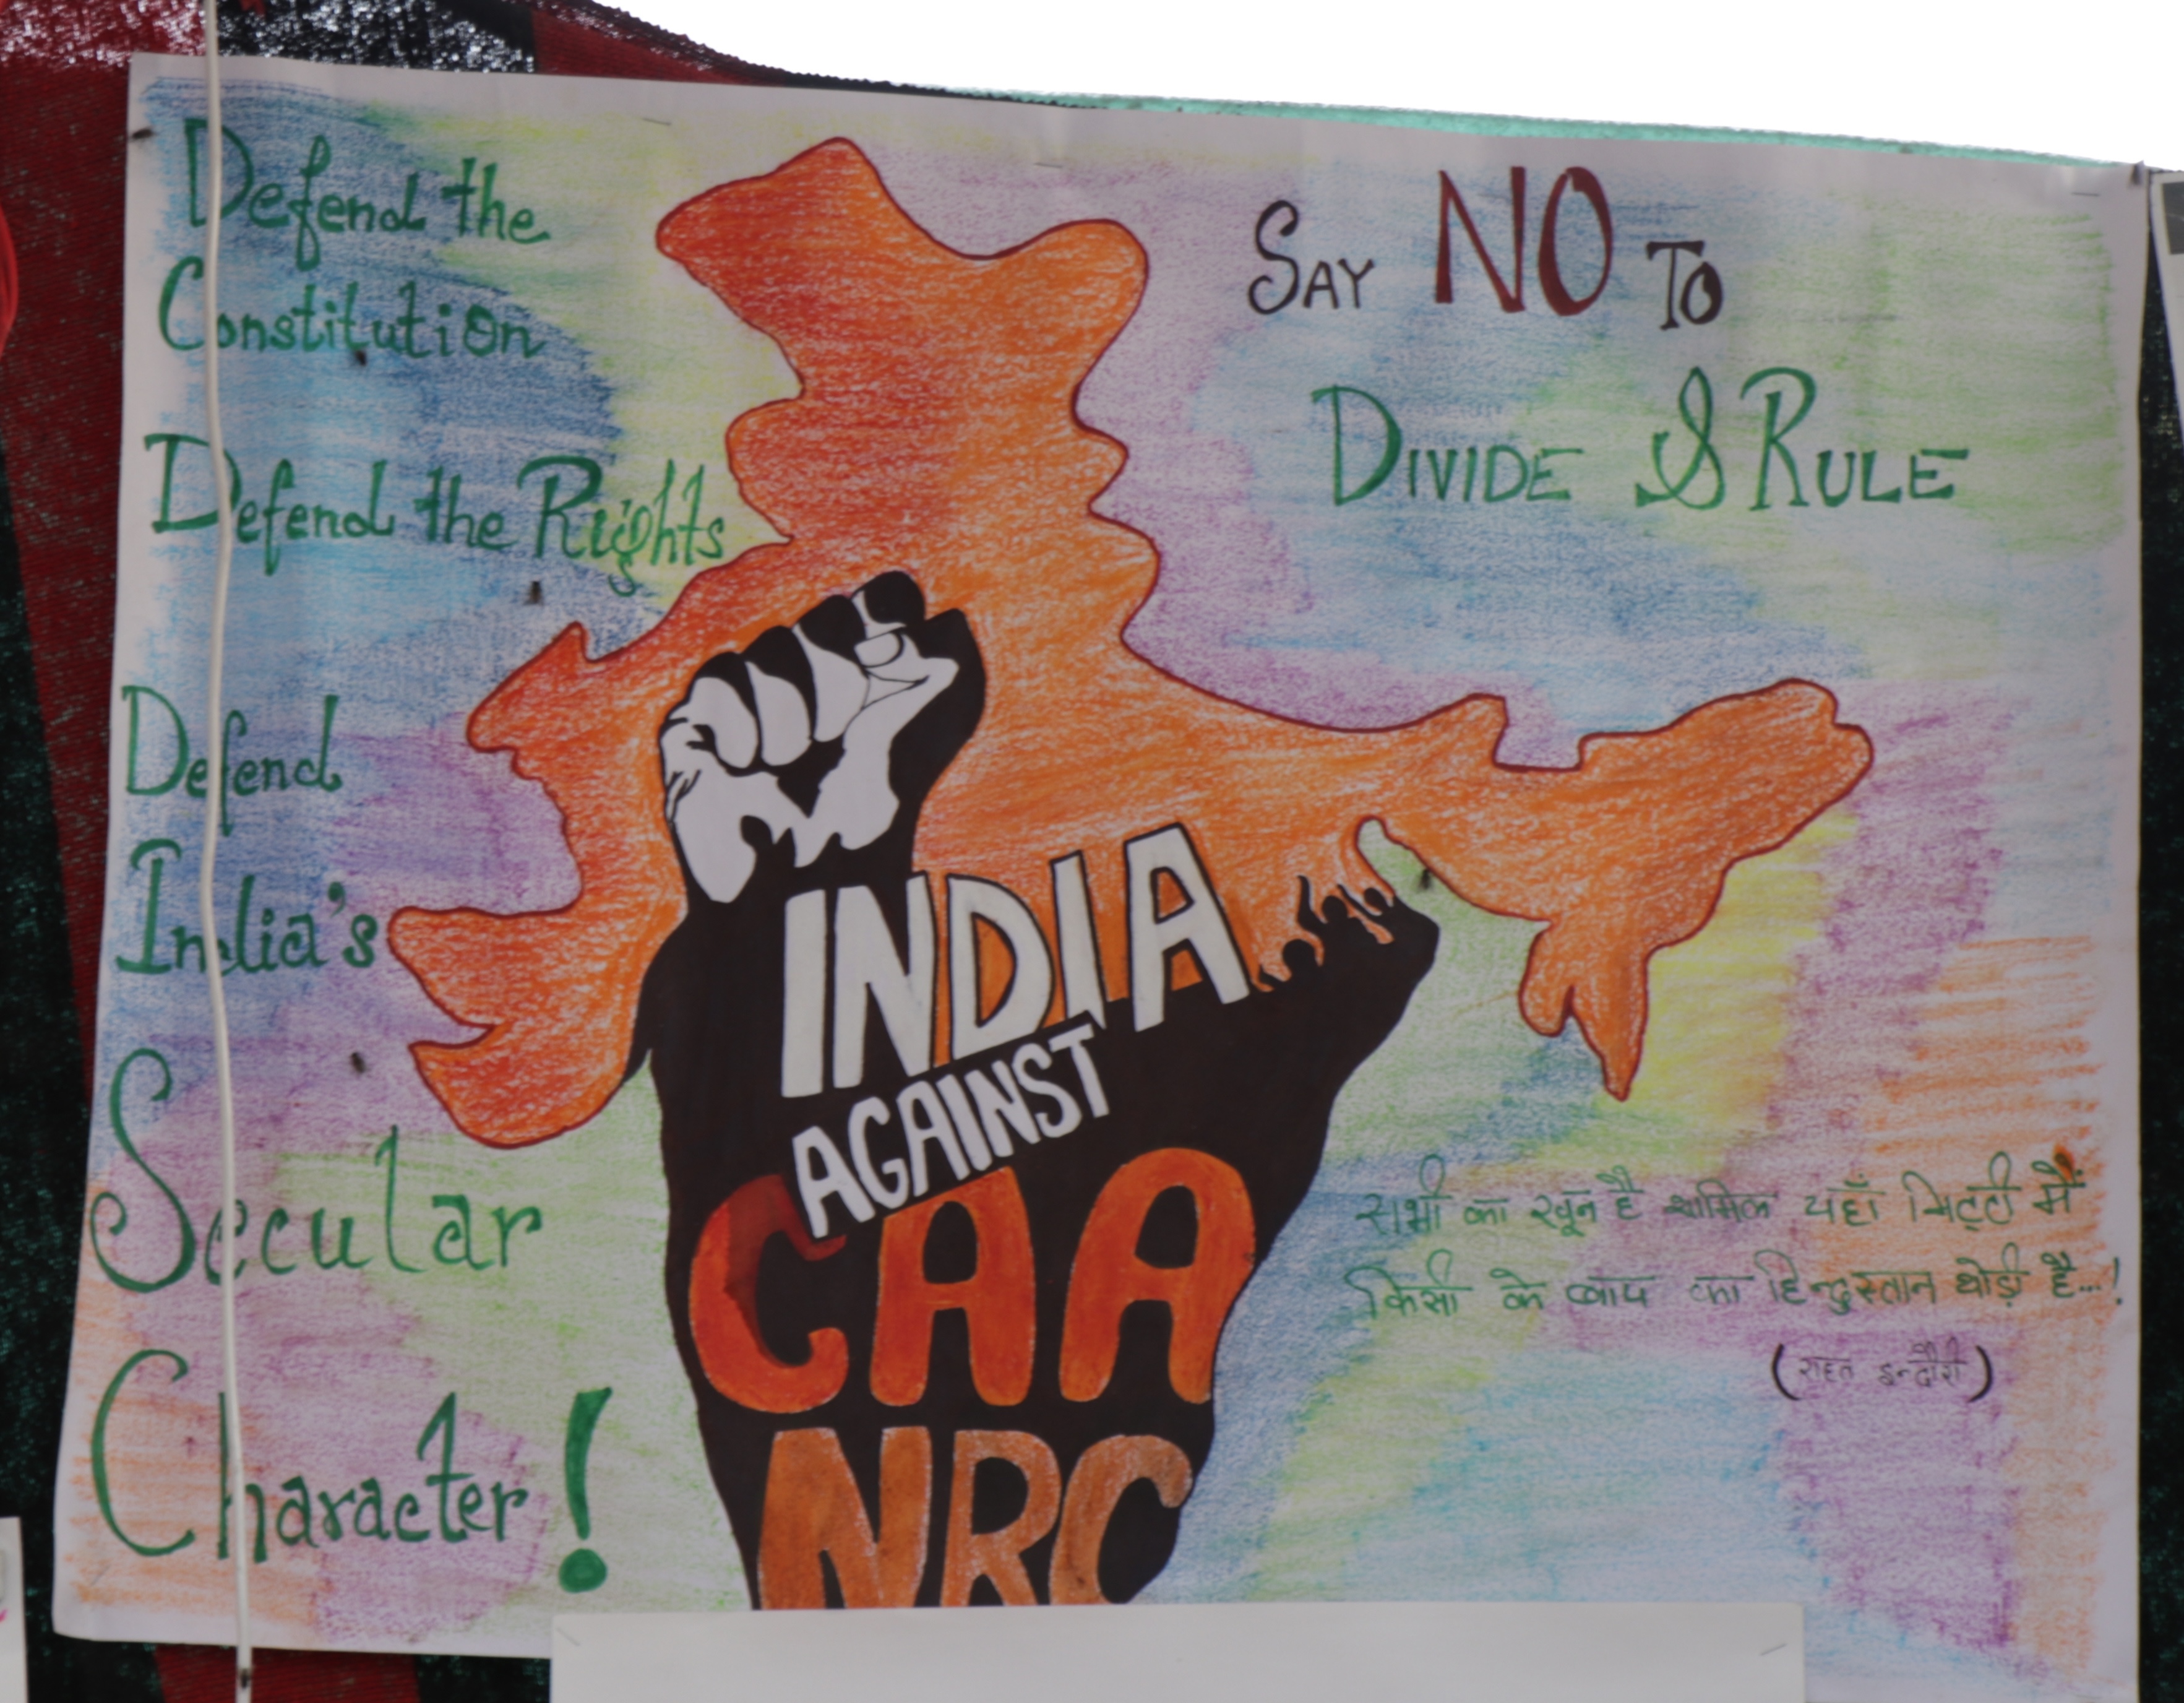 Defend the
Constitution
Defend the Rights
Defend
India's
Secular
Character!
Say NO To
DIVIDE & RULE
INDIA
AGAINST
CAA
NRC
सभी का खून है शामिल यहाँ मिट्टी में
किसी के बाप का हिन्दुस्तान थोड़ी है...!
(राहत इन्दौरी)